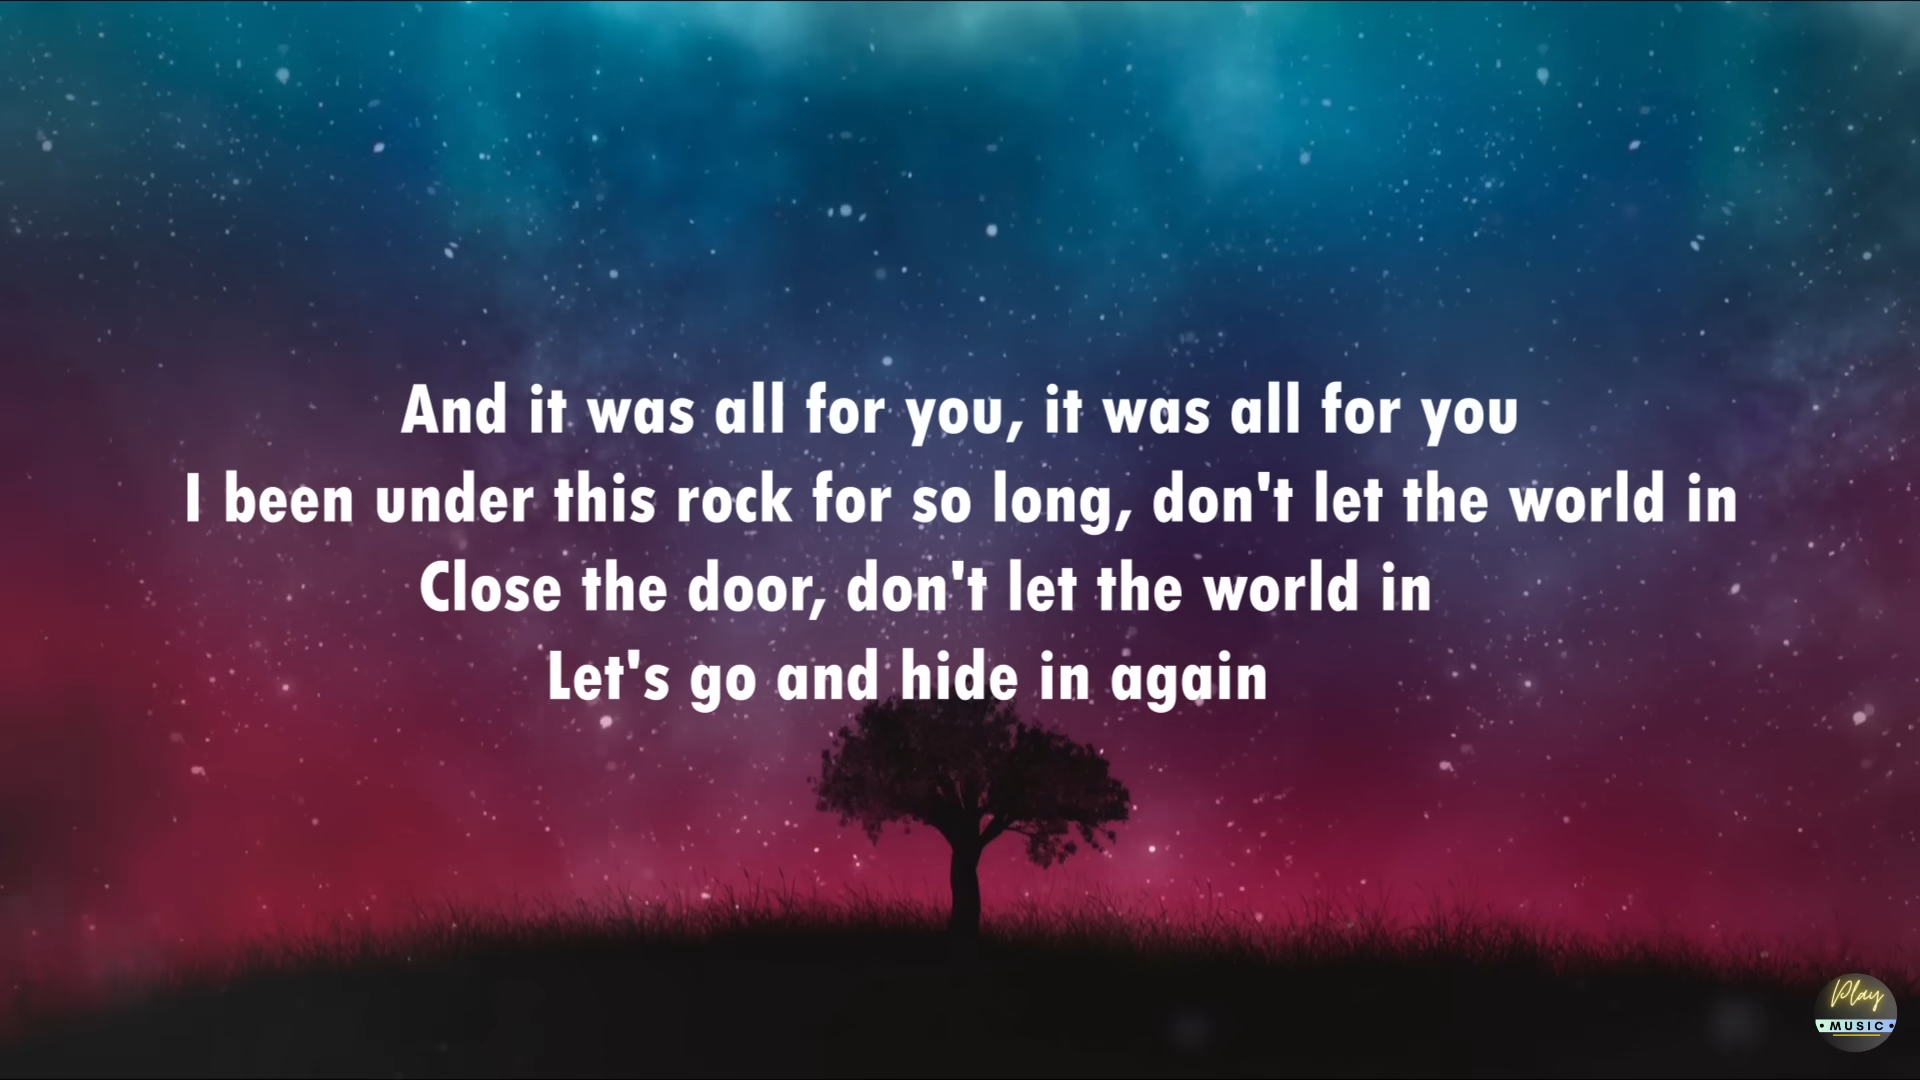 And it was all for you, it was all for you
I been under this rock for so long, don't let the world in
Close the door, don't let the world in
Let's go and hide in again
Play
• MUSIC •